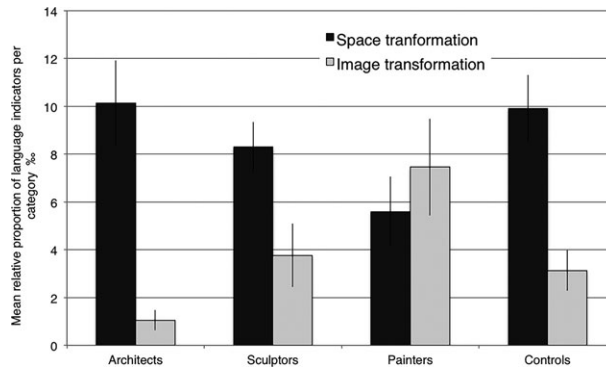 Mean relative proportion of language indicators per
category ‰
14
12
10
8
6
4
2
0
Space tranformation
Image transformation
Architects
Sculptors
Painters
Controls